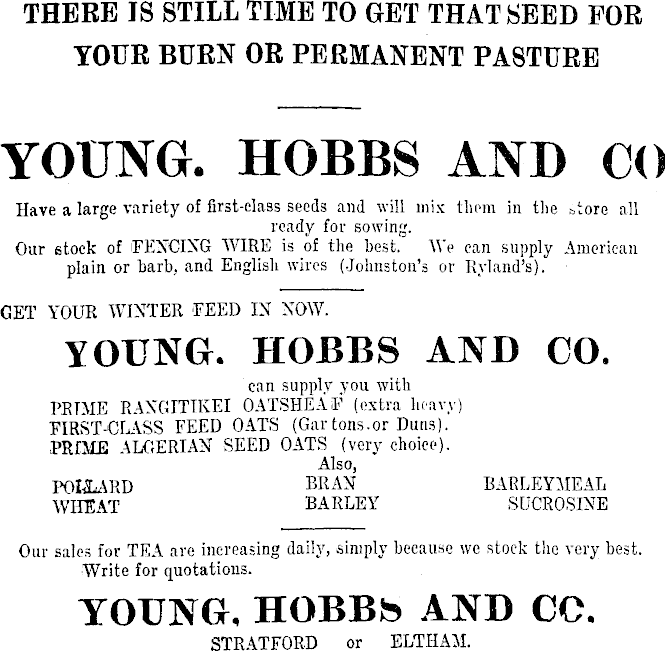 THERE IS STILL TIME TO GET THAT SEED FOR
YOUR BURN OR PERMANENT PASTURE
YOUNG. HOBBS AND CO
Have a large variety of first-class seeds and will mix them in the store all
ready for sowing.
Our stock of FENCING WIRE is of the best. We can supply American
plain or barb, and English wires (Johnston's or Ryland's).
GET YOUR WINTER FEED IN NOW.
YOUNG. HOBBS AND CO.
can supply you with
PRIME RANGITIKEI OATSHEAF (extra heavy)
FIRST-CLASS FEED OATS (Gartons.or Duns).
PRIME ALGERIAN SEED OATS (very choice).
Also,
POLLARD BRAN BARLEYMEAL
WHEAT BARLEY SUCROSINE
Our sales for TEA are increasing daily, simply because we stock the very best.
Write for quotations.
YOUNG, HOBBS AND CO.
STRATFORD or ELTHAM.